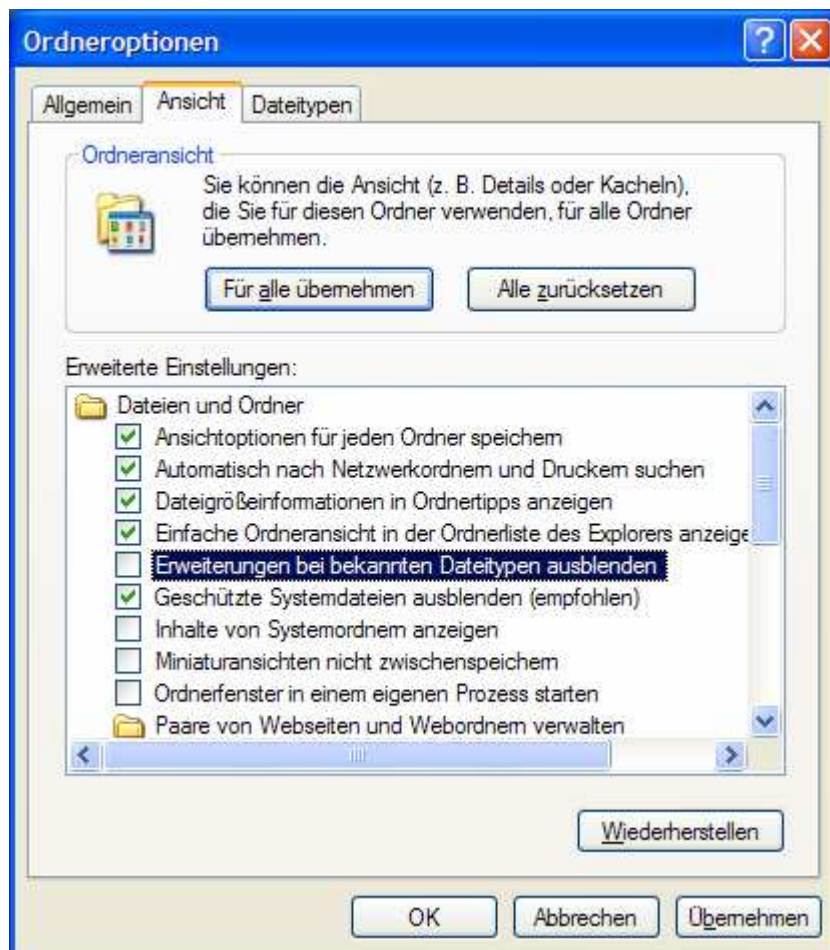 Ordneroptionen
Allgemein Ansicht Dateitypen
Ordneransicht
Sie können die Ansicht (z. B. Details oder Kacheln),
die Sie für diesen Ordner verwenden, für alle Ordner
übernehmen.
Für alle übernehmen Alle zurücksetzen
Erweiterte Einstellungen:
Dateien und Ordner
Ansichtoptionen für jeden Ordner speichern
Automatisch nach Netzwerkordnern und Druckern suchen
Dateigrößeinformationen in Ordnertipps anzeigen
Einfache Ordneransicht in der Ordnerliste des Explorers anzeige
Erweiterungen bei bekannten Dateitypen ausblenden
Geschützte Systemdateien ausblenden (empfohlen)
Inhalte von Systemordnern anzeigen
Miniaturansichten nicht zwischenspeichern
Ordnerfenster in einem eigenen Prozess starten
Paare von Webseiten und Webordnern verwalten
Wiederherstellen
OK Abbrechen Übernehmen